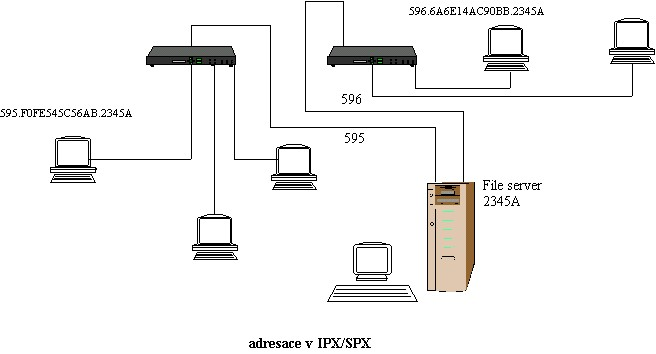 596.6A6E14AC90BB.2345A
596
595.F0FE545C56AB.2345A
595
File server
2345A
adresace v IPX/SPX